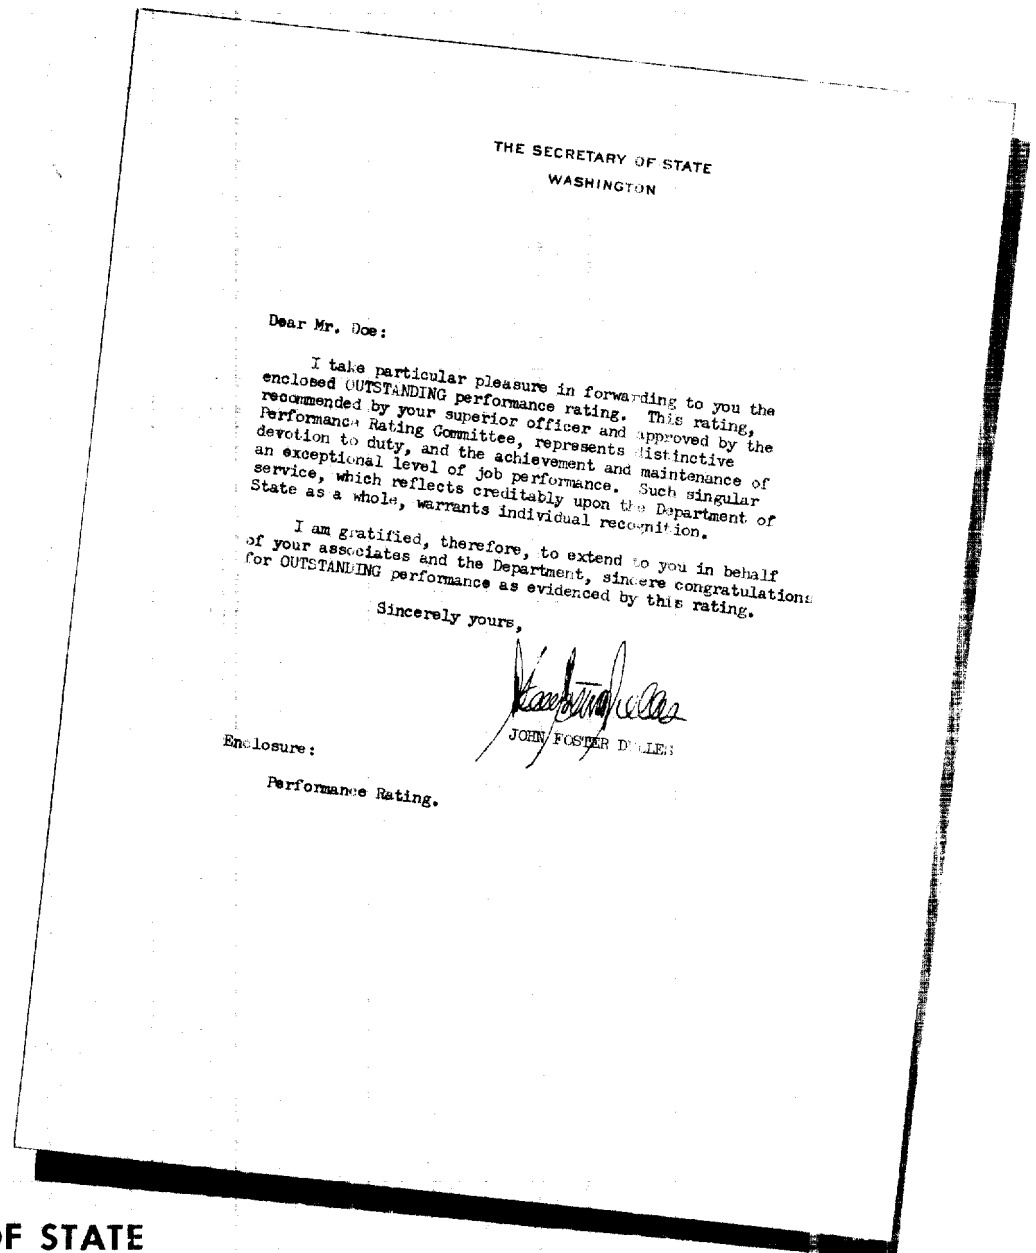 THE SECRETARY OF STATE
WASHINGTON
Dear Mr. Doe:
I take particular pleasure in forwarding to you the
enclosed OUTSTANDING performance rating. This rating,
recommended by your superior officer and approved by the
Performance Rating Committee, represents distinctive
devotion to duty, and the achievement and maintenance of
an exceptional level of job performance. Such singular
service, which reflects creditably upon the Department of
State as a whole, warrants individual recognition.
I am gratified, therefore, to extend to you in behalf
of your associates and the Department, sincere congratulations
for OUTSTANDING performance as evidenced by this rating.
Sincerely yours,
John Foster Dulles
JOHN FOSTER DULLES
Enclosure:
Performance Rating.
OF STATE